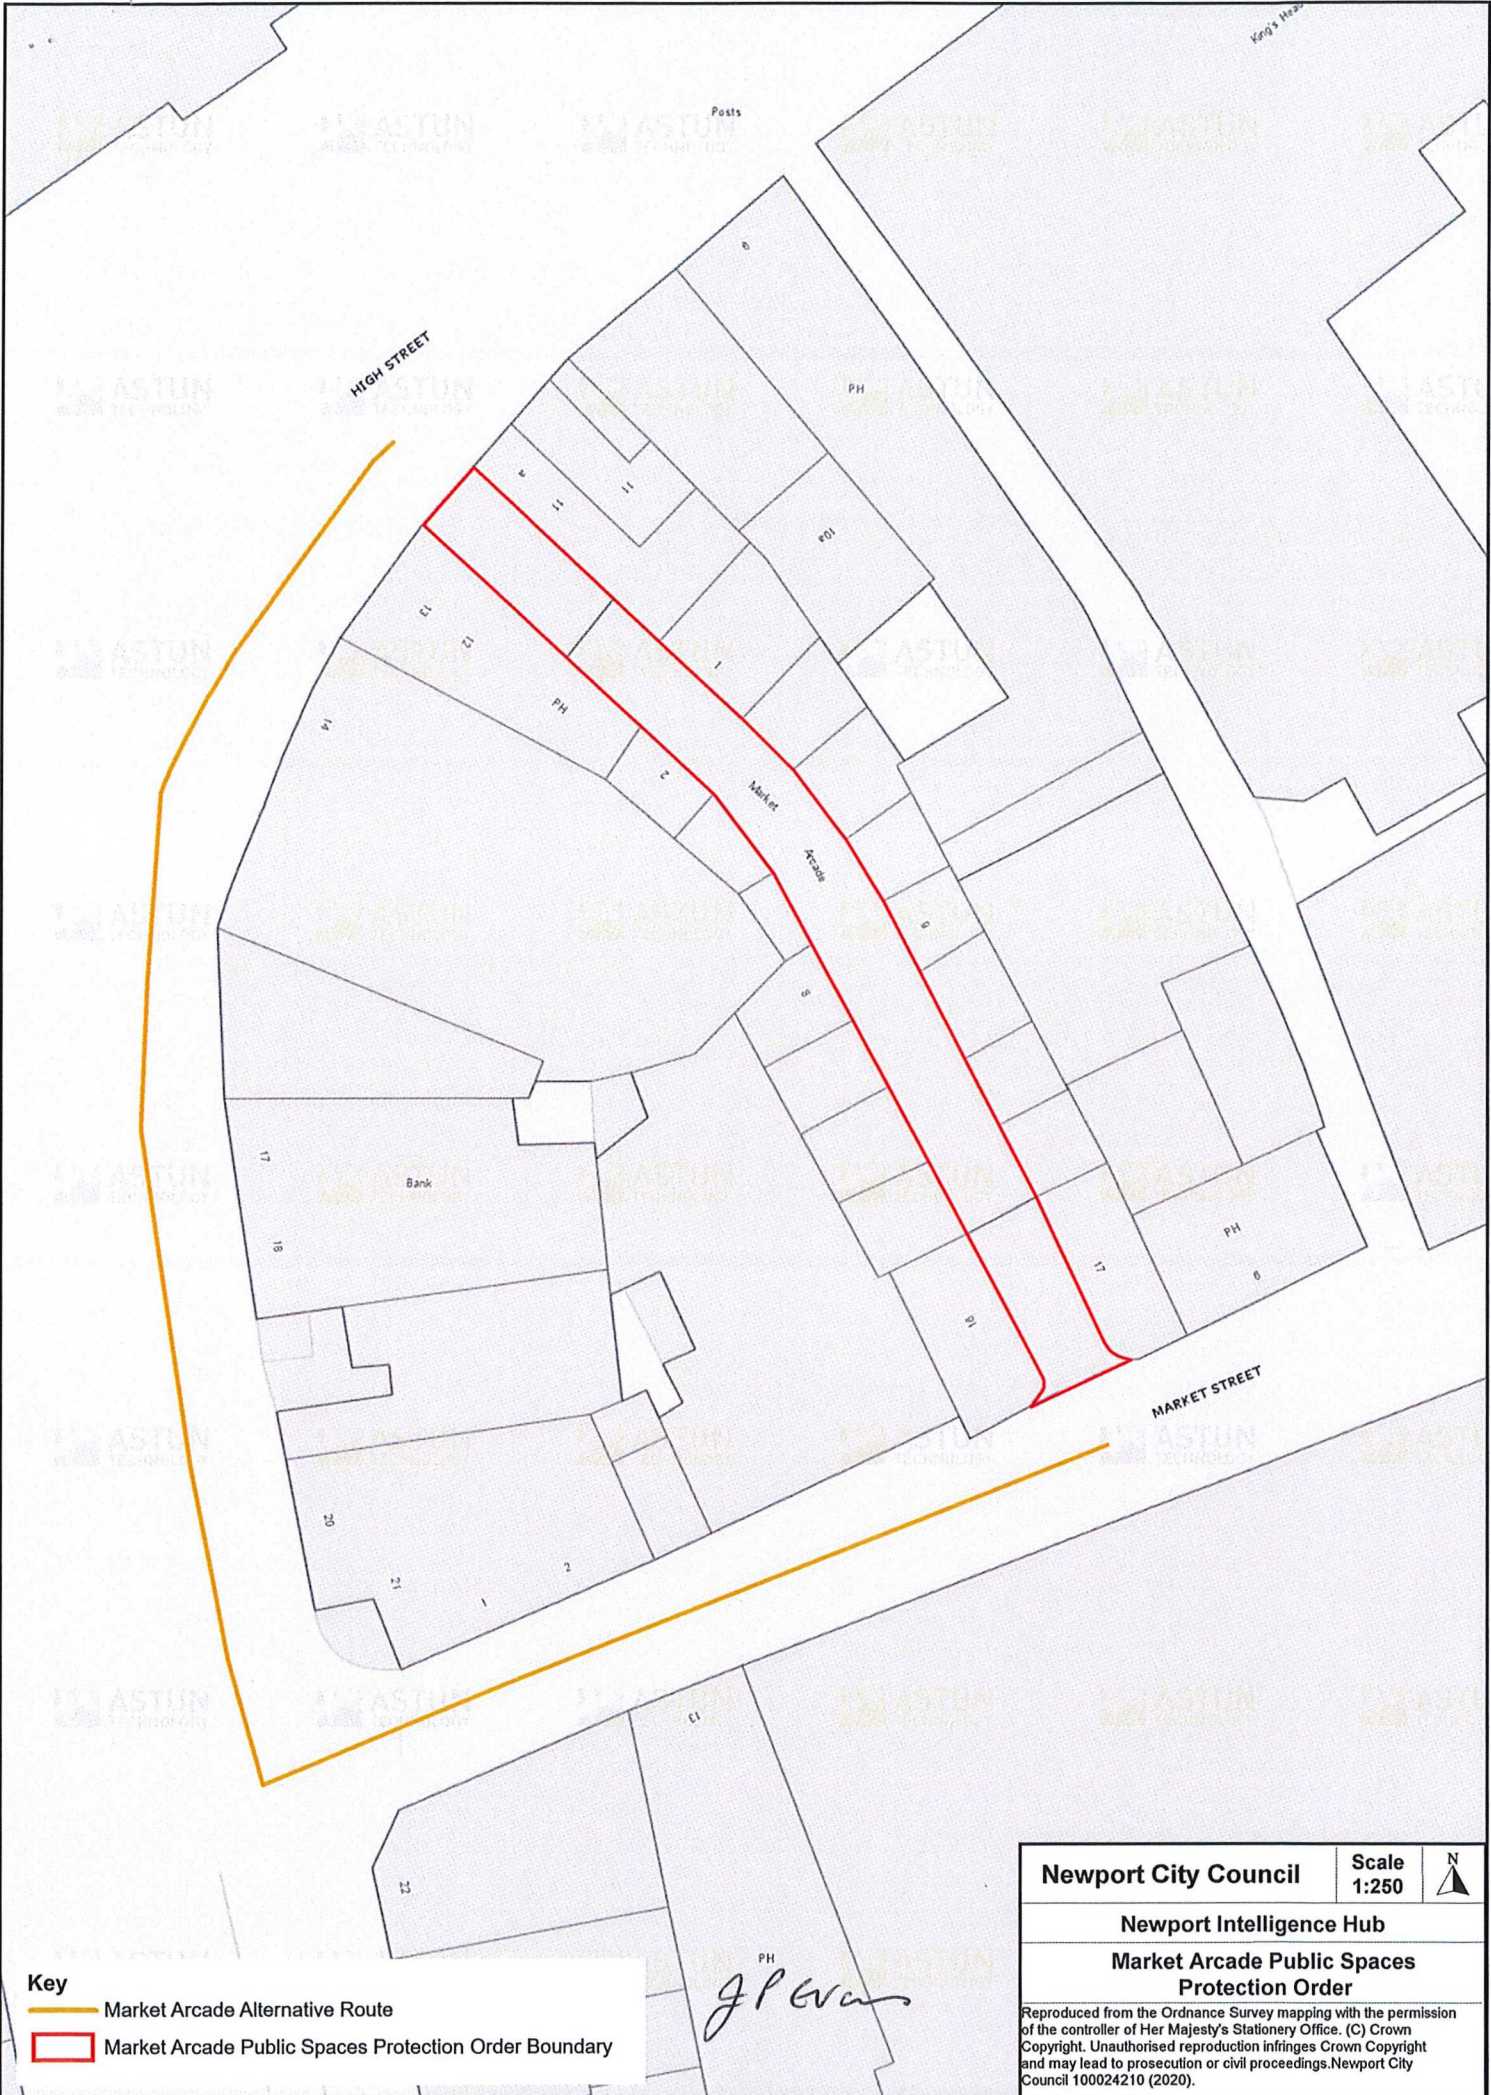 King's Head
Posts
6
HIGH STREET
PH
a
11
11
10a
13
12
1
PH
14
2
Market
Arcade
9
8
17
Bank
18
PH
17
6
16
MARKET STREET
20
21
2
1
13
22
PH
J P Evans
Newport City Council
Scale
1:250
N
Newport Intelligence Hub
Market Arcade Public Spaces
Protection Order
Reproduced from the Ordnance Survey mapping with the permission
of the controller of Her Majesty's Stationery Office. (C) Crown
Copyright. Unauthorised reproduction infringes Crown Copyright
and may lead to prosecution or civil proceedings.Newport City
Council 100024210 (2020).
Key
Market Arcade Alternative Route
Market Arcade Public Spaces Protection Order Boundary
ASTUN
TECHNOLOGY